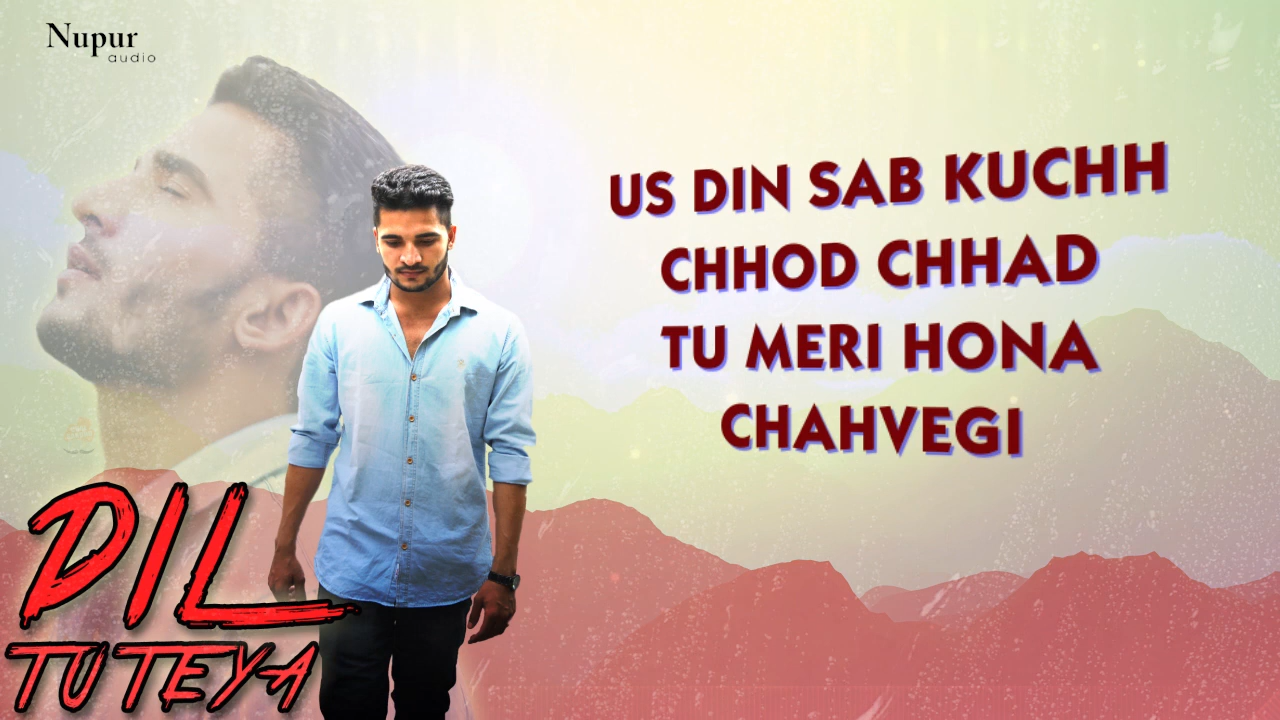 Nupur
audio
US DIN SAB KUCHH
CHHOD CHHAD
TU MERI HONA
CHAHVEGI
DIL
TUTEYA